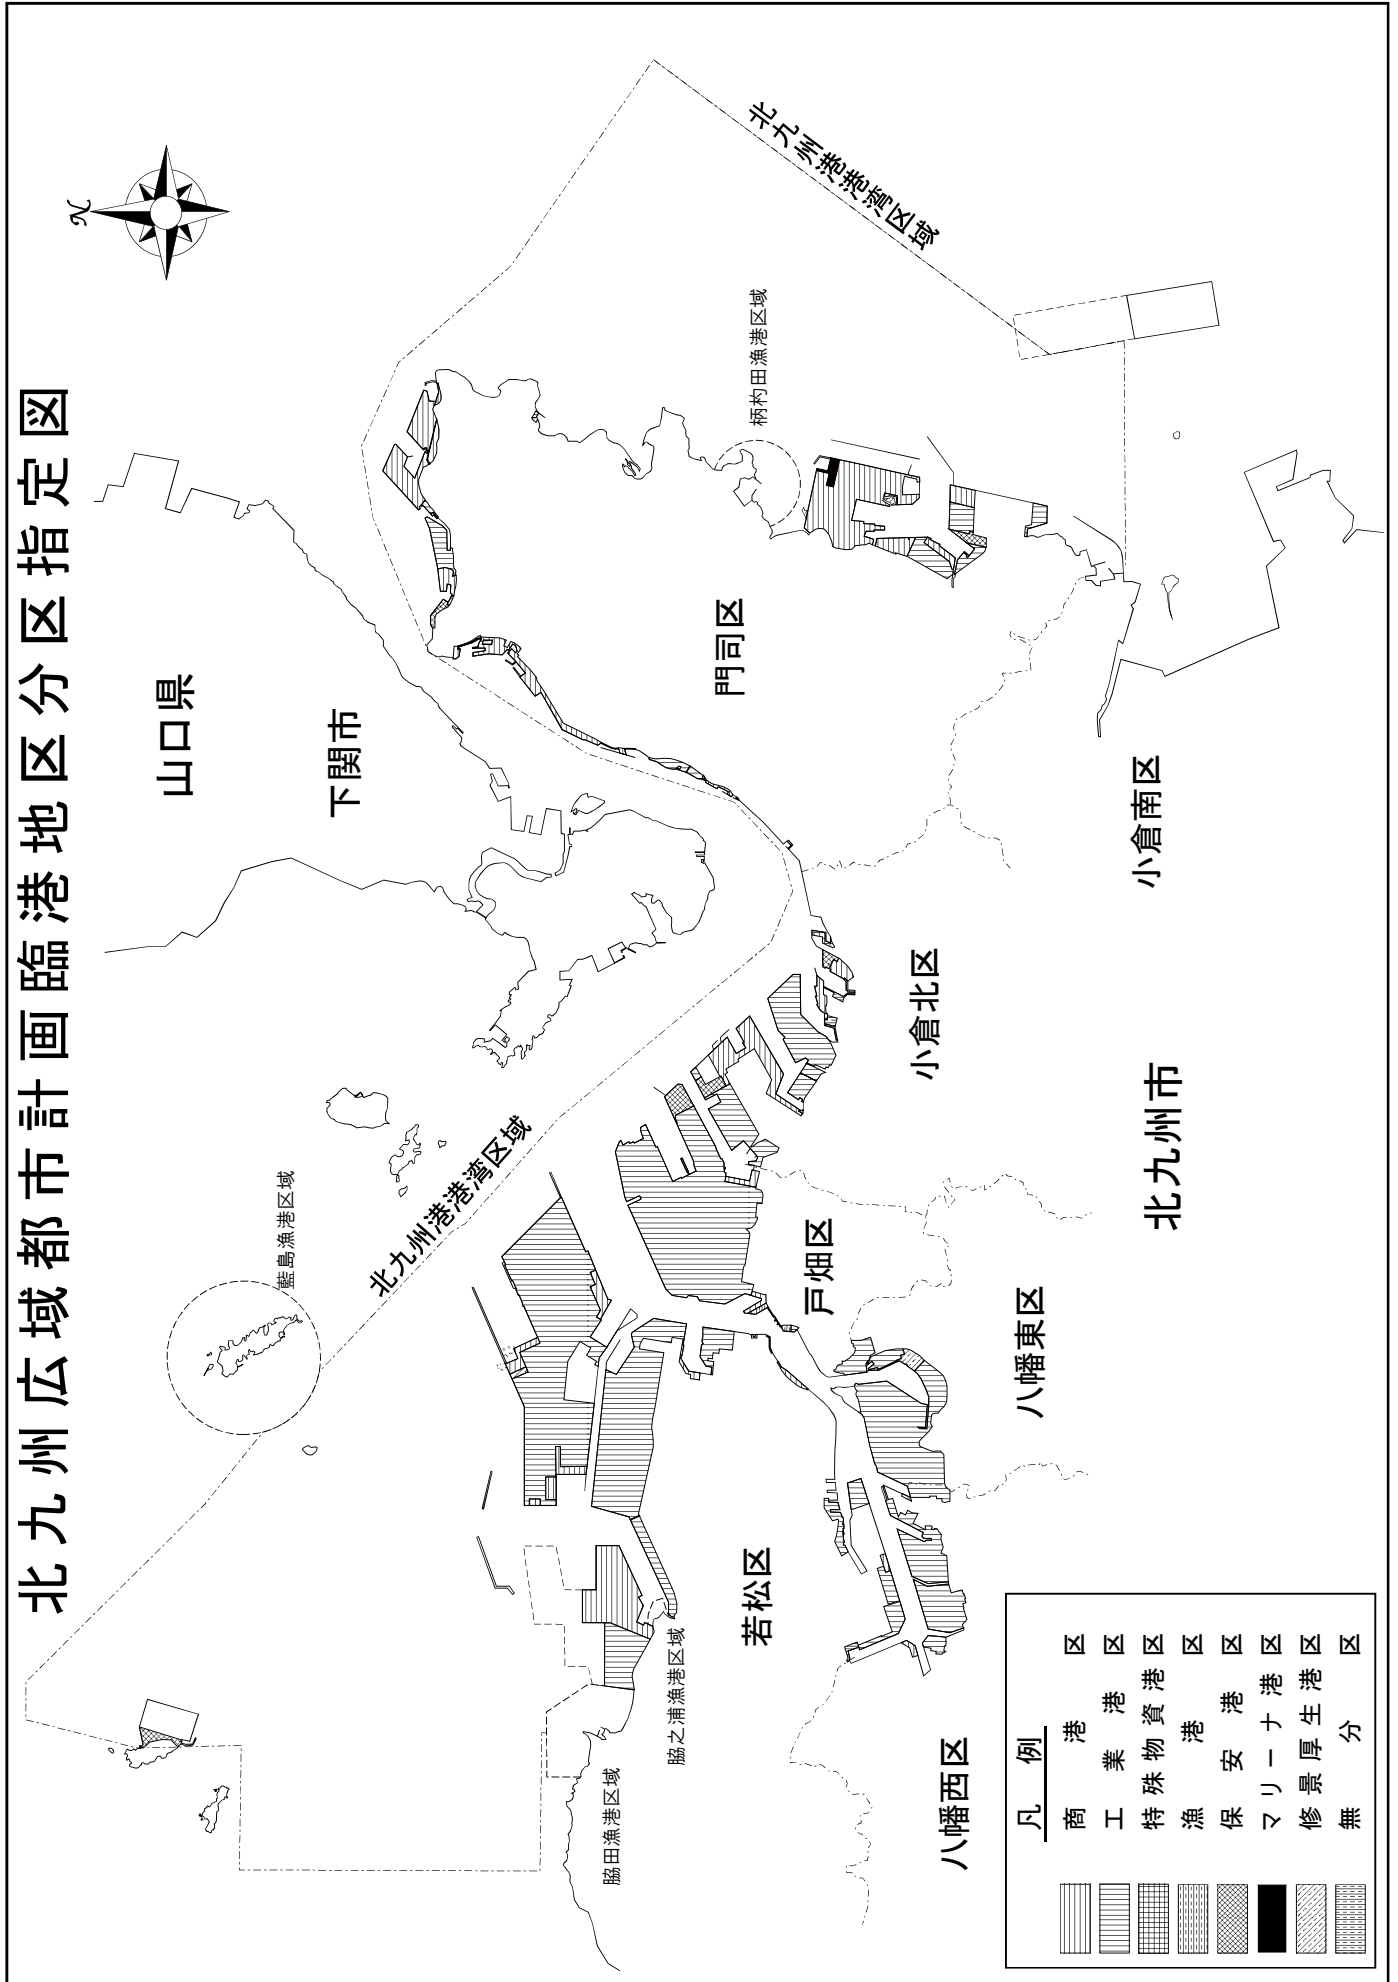 北九州広域都市計画臨港地区分区指定図
N
山口県
下関市
北九州港港湾区域
柄杓田漁港区域
門司区
小倉南区
藍島漁港区域
北九州港港湾区域
小倉北区
北九州市
戸畑区
八幡東区
若松区
脇之浦漁港区域
脇田漁港区域
八幡西区
凡例
商港区
工業港区
特殊物資港区
漁港区
保安港区
マリーナ港区
修景厚生港区
無分区